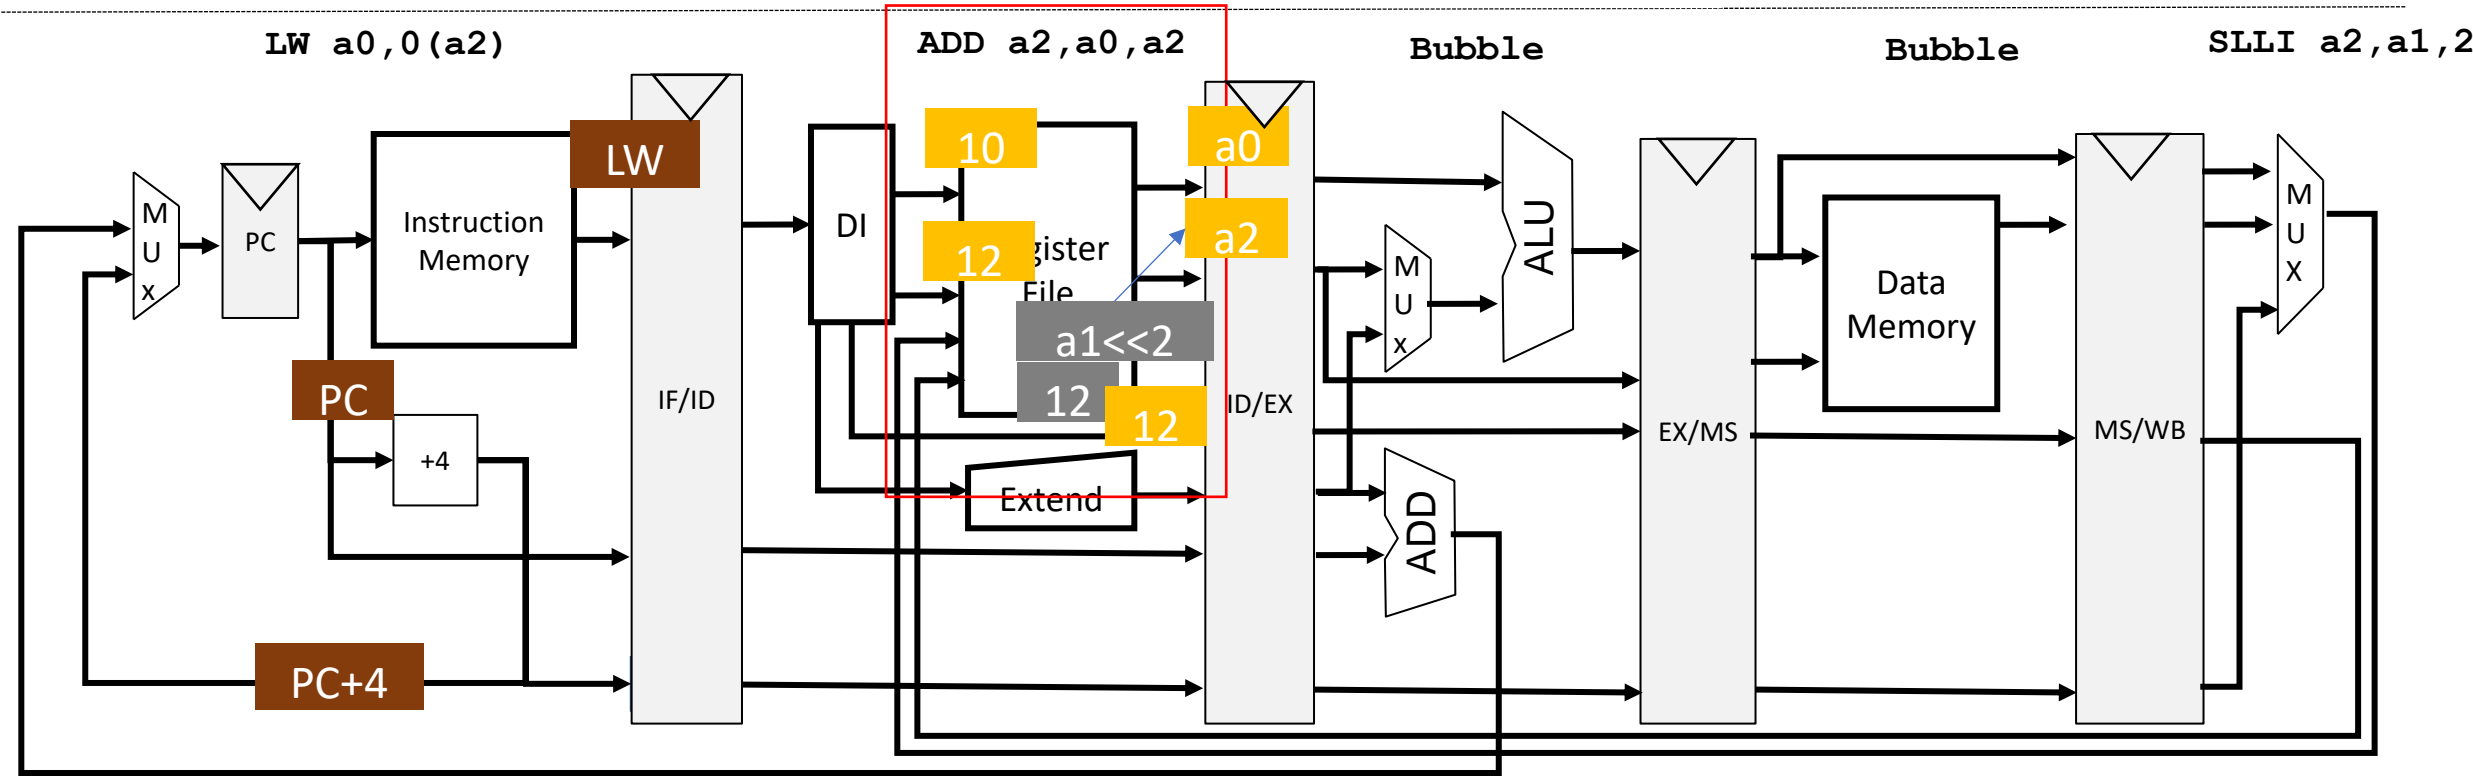 LW a0,0(a2)
ADD a2,a0,a2
Bubble
Bubble
SLLI a2,a1,2
M
U
x
PC
Instruction
Memory
LW
PC
+4
PC+4
IF/ID
DI
10
12
gister
File
a1<<2
12
12
Extend
a0
a2
ID/EX
M
U
x
ALU
ADD
EX/MS
Data
Memory
MS/WB
M
U
X